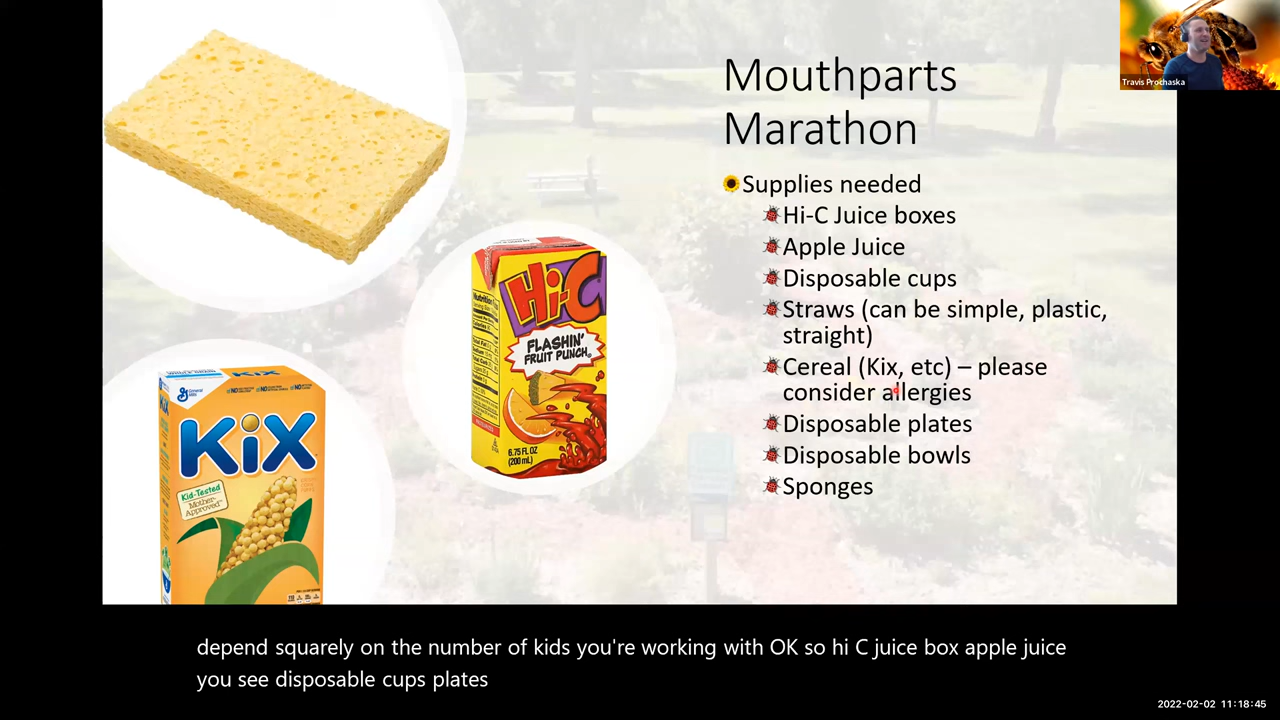 Mouthparts
Marathon
Supplies needed
Hi-C Juice boxes
Apple Juice
Disposable cups
Straws (can be simple, plastic,
straight)
Cereal (Kix, etc) – please
consider allergies
Disposable plates
Disposable bowls
Sponges
Hi-C
FLASHIN'
FRUIT PUNCH
6.75 FL OZ
(200 mL)
General
Mills
KiX
KiX
Kid-Tested
Mother-
Approved
Travis Prochaska
depend squarely on the number of kids you're working with OK so hi C juice box apple juice
you see disposable cups plates
2022-02-02 11:18:45